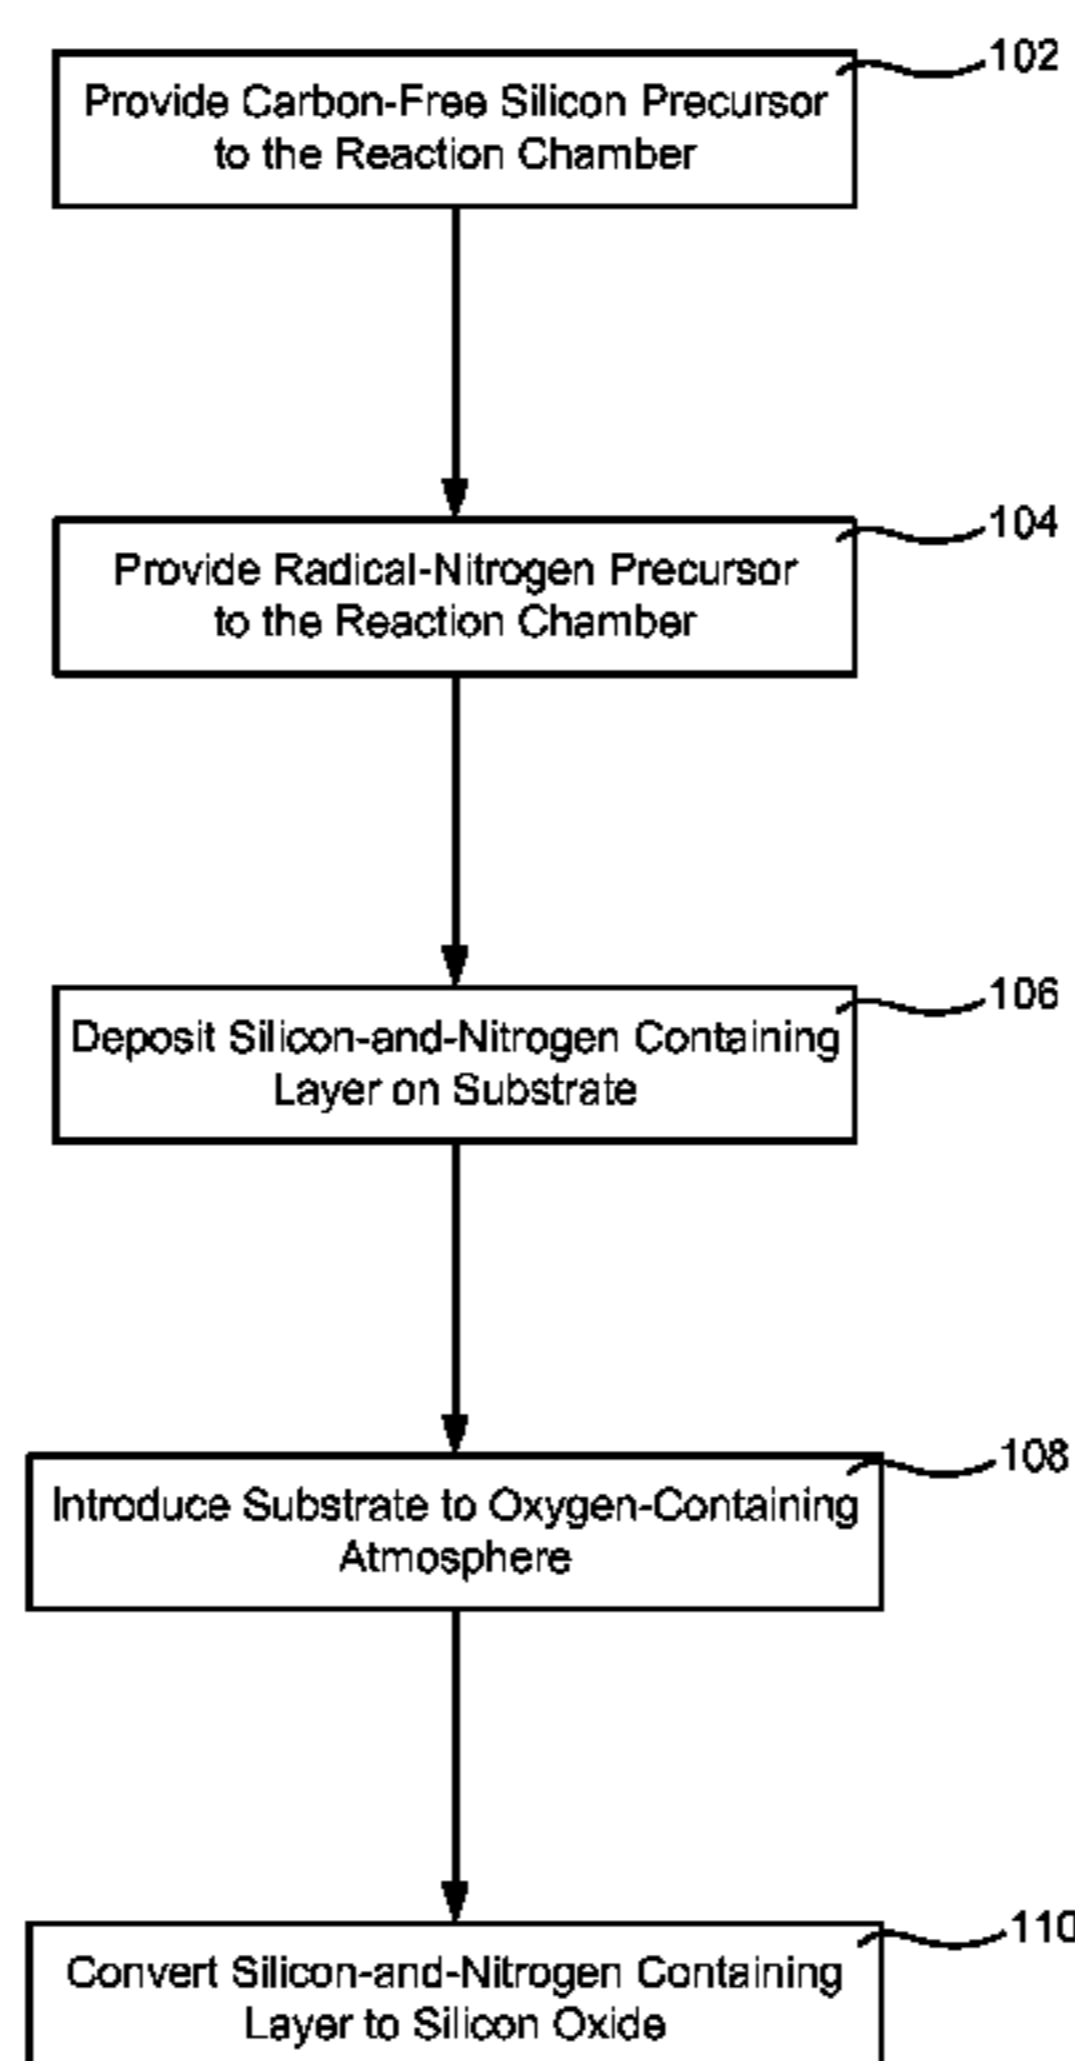 102
Provide Carbon-Free Silicon Precursor
to the Reaction Chamber
104
Provide Radical-Nitrogen Precursor
to the Reaction Chamber
106
Deposit Silicon-and-Nitrogen Containing
Layer on Substrate
108
Introduce Substrate to Oxygen-Containing
Atmosphere
110
Convert Silicon-and-Nitrogen Containing
Layer to Silicon Oxide